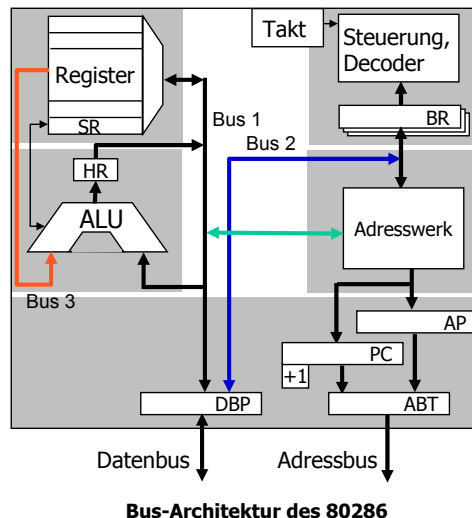 Takt
Steuerung,
Decoder
Register
SR
Bus 1
BR
Bus 2
HR
ALU
Adresswerk
Bus 3
AP
PC
+1
DBP
ABT
Datenbus
Adressbus
Bus-Architektur des 80286